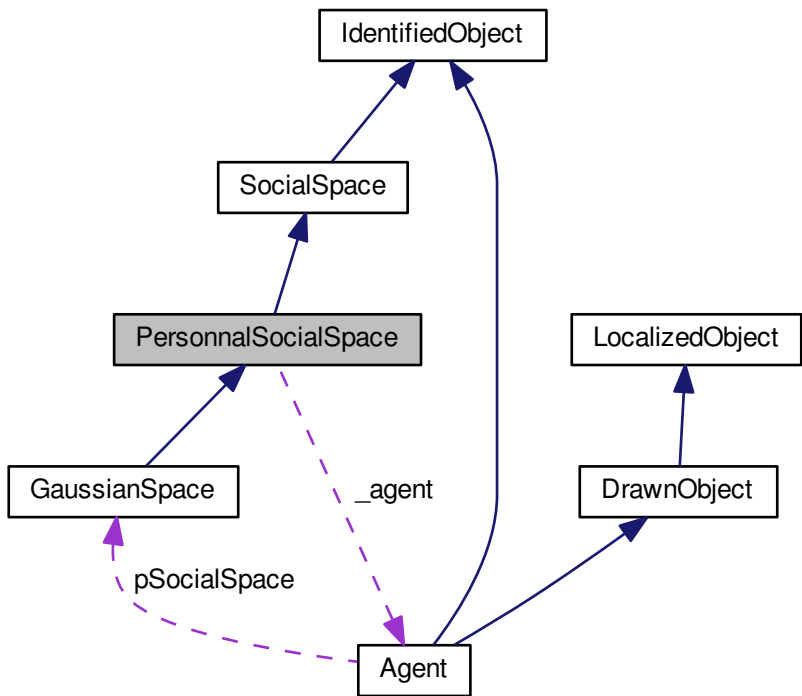 IdentifiedObject
SocialSpace
PersonnalSocialSpace
LocalizedObject
GaussianSpace
_agent
DrawnObject
pSocialSpace
Agent